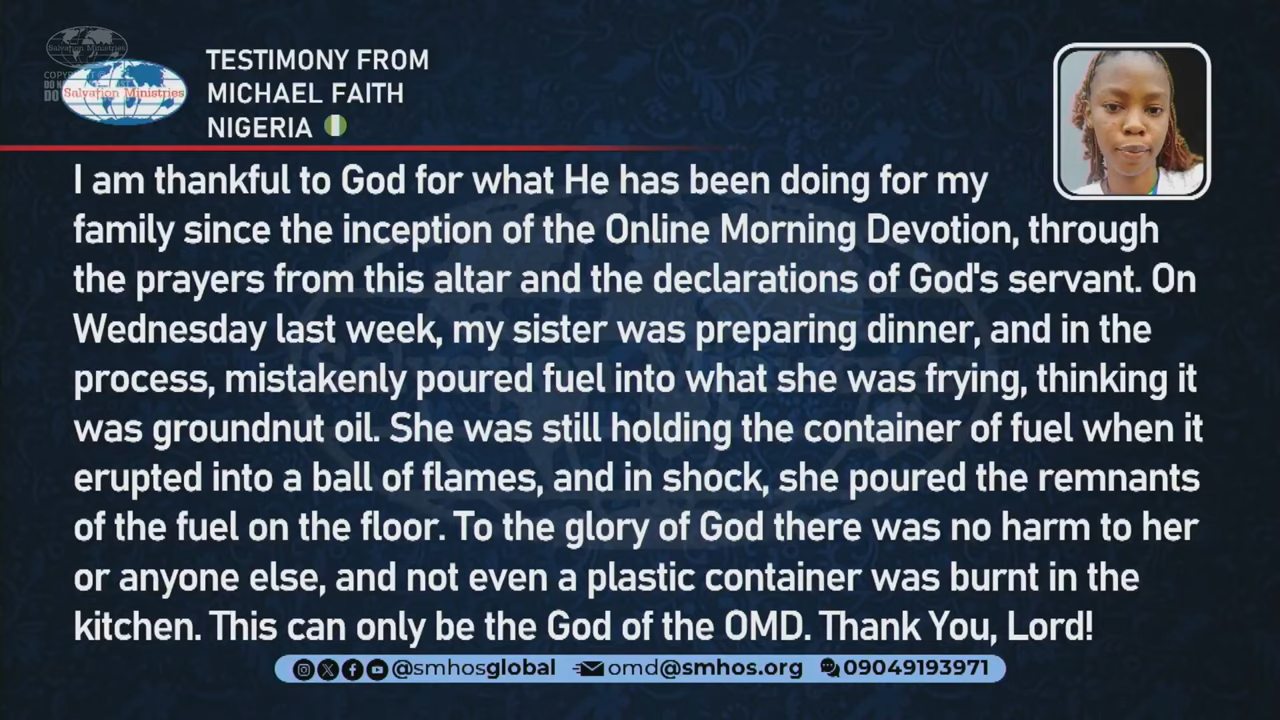 Salvation Ministries
Salvation Ministries
TESTIMONY FROM
MICHAEL FAITH
NIGERIA
I am thankful to God for what He has been doing for my
family since the inception of the Online Morning Devotion, through
the prayers from this altar and the declarations of God's servant. On
Wednesday last week, my sister was preparing dinner, and in the
process, mistakenly poured fuel into what she was frying, thinking it
was groundnut oil. She was still holding the container of fuel when it
erupted into a ball of flames, and in shock, she poured the remnants
of the fuel on the floor. To the glory of God there was no harm to her
or anyone else, and not even a plastic container was burnt in the
kitchen. This can only be the God of the OMD. Thank You, Lord!
@smhosglobal omd@smhos.org 09049193971